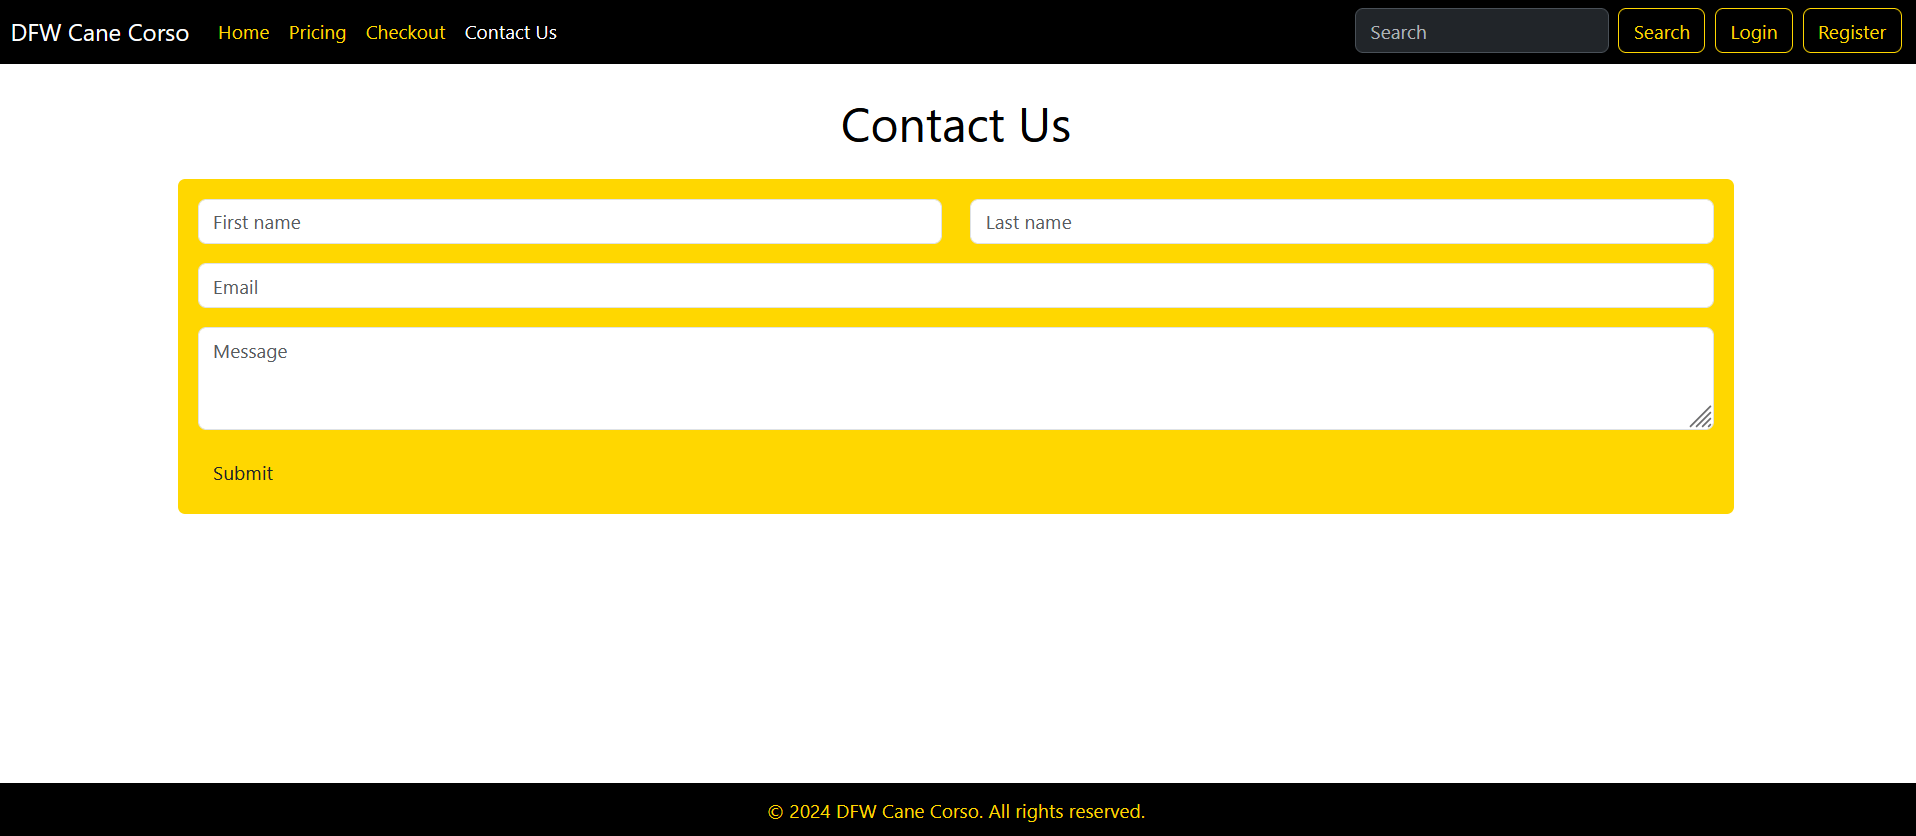 DFW Cane Corso Home Pricing Checkout Contact Us Search Search Login Register
Contact Us
First name Last name
Email
Message
Submit
© 2024 DFW Cane Corso. All rights reserved.